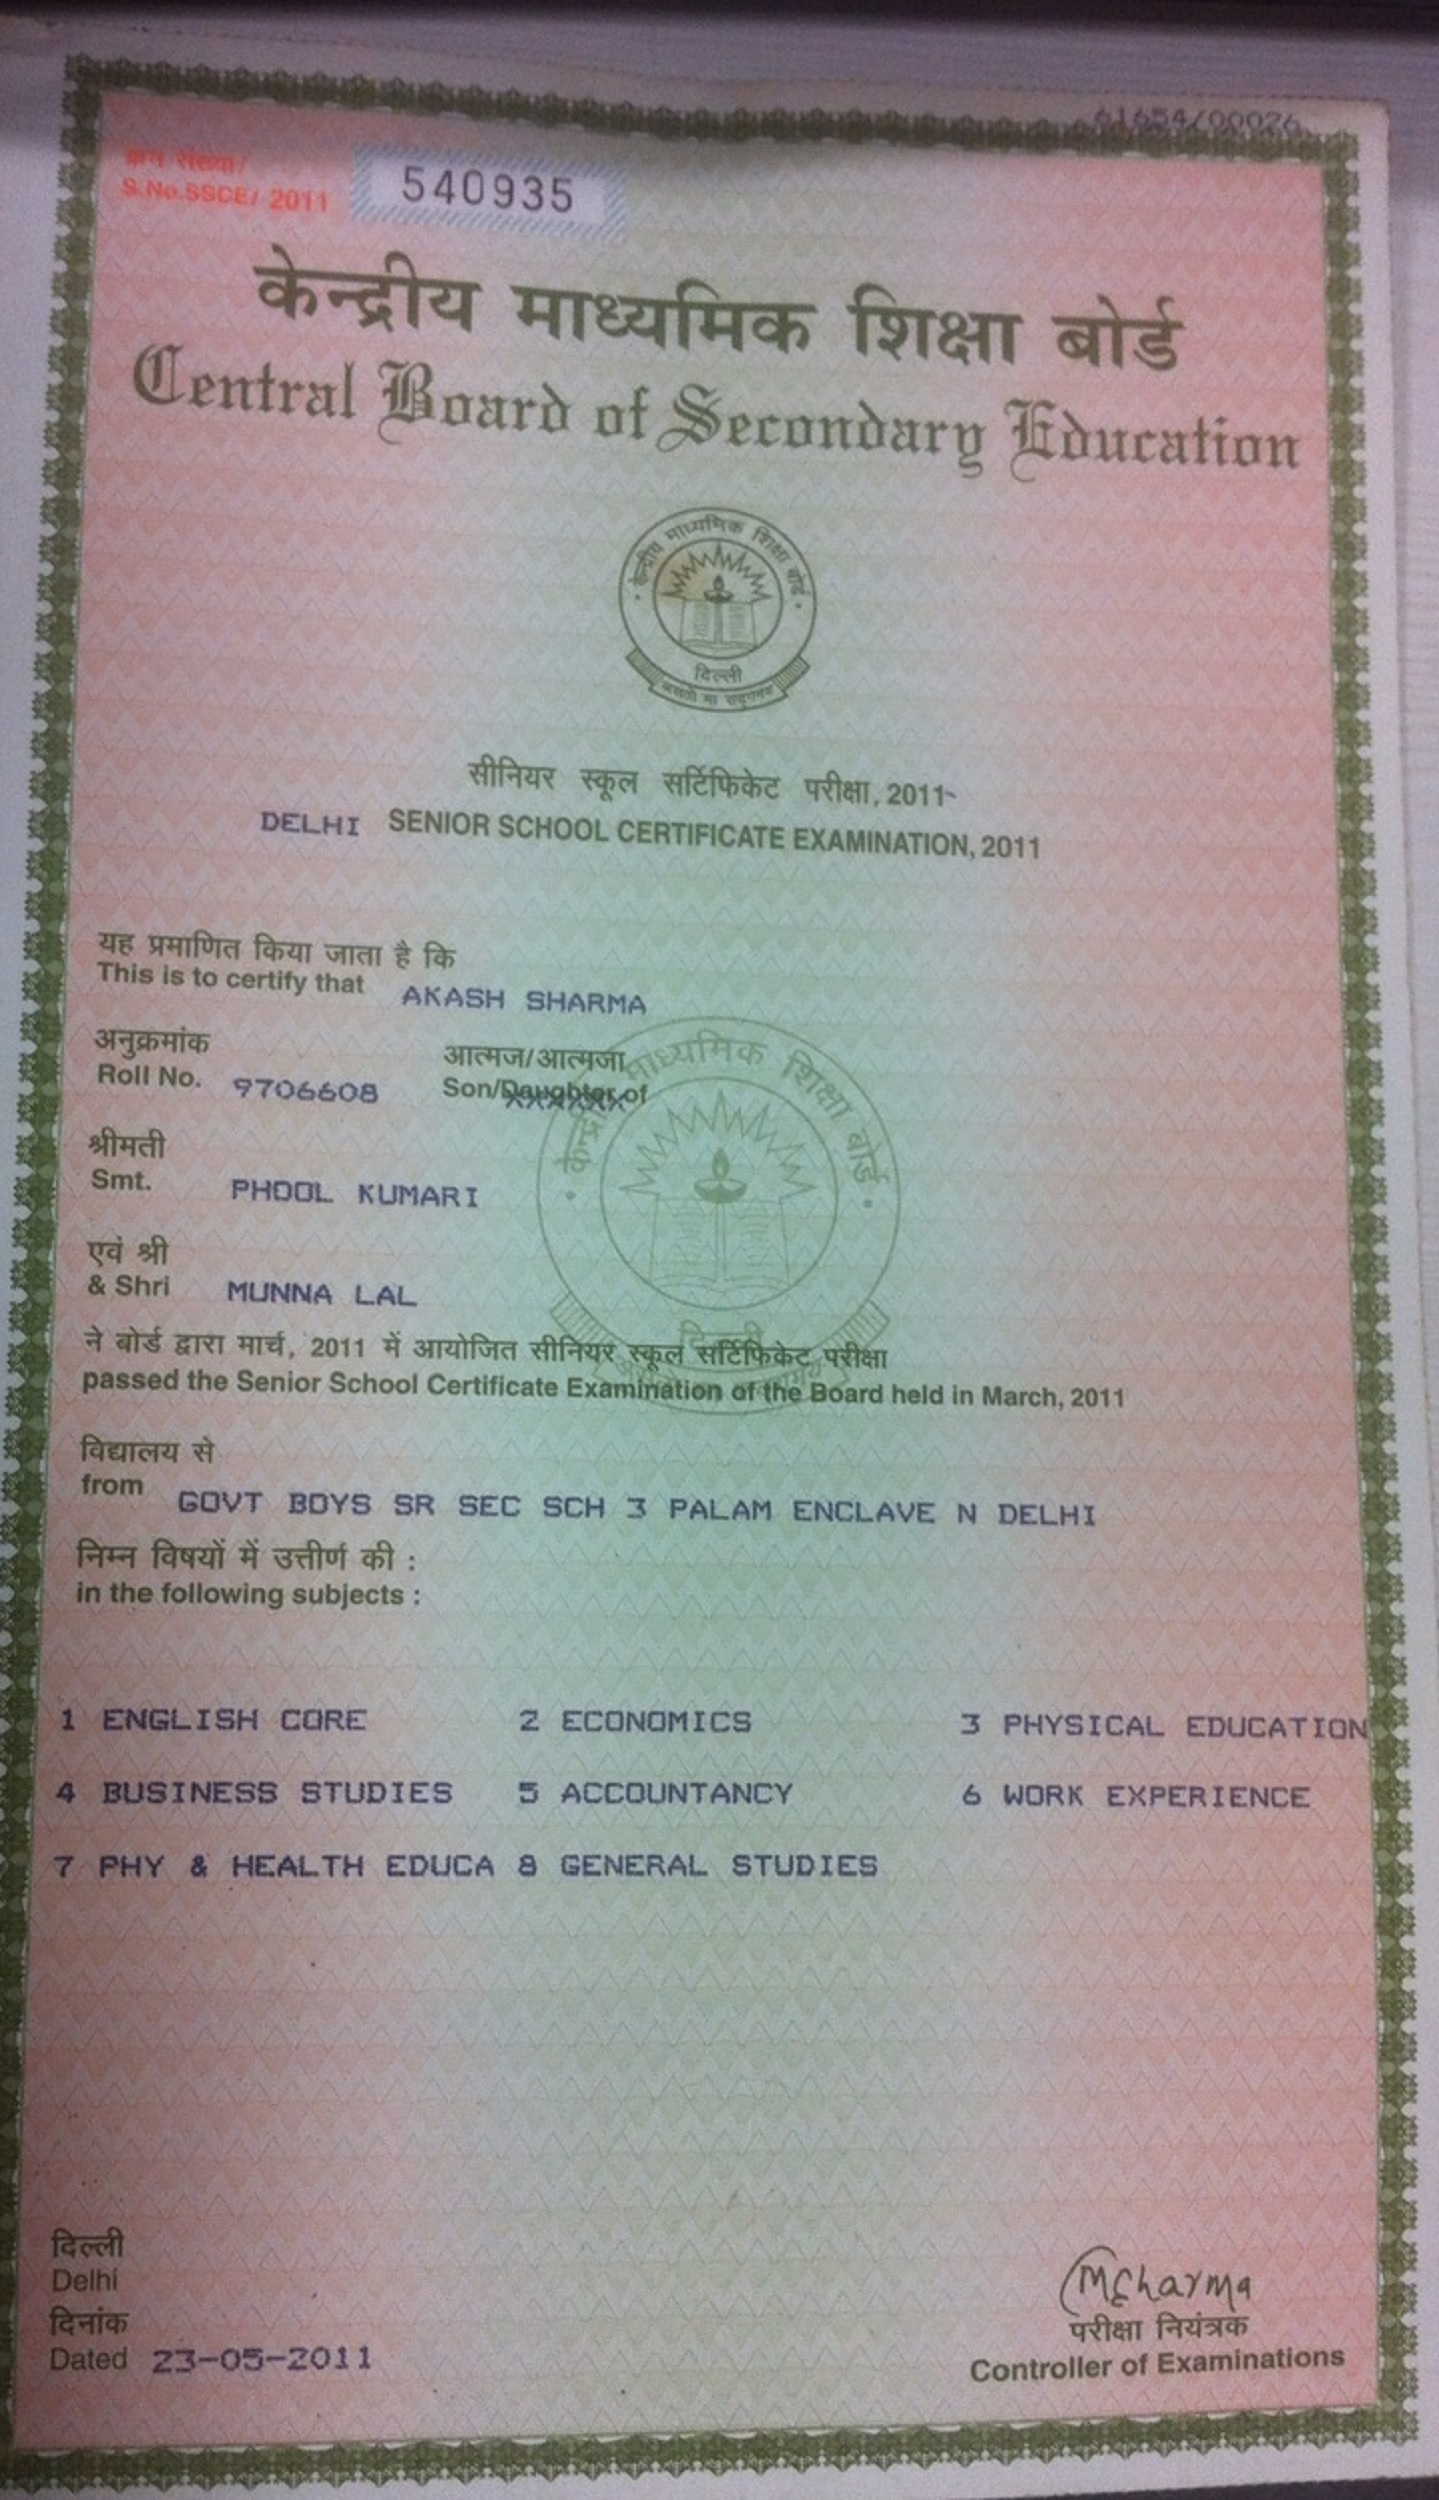 61654/00026
क्रम संख्या/
S.No.SSCE/ 2011 540935
केन्द्रीय माध्यमिक शिक्षा बोर्ड
Central Board of Secondary Education
केन्द्रीय माध्यमिक शिक्षा बोर्ड
दिल्ली
असतो मा सद्गमय
सीनियर स्कूल सर्टिफिकेट परीक्षा, 2011
DELHI SENIOR SCHOOL CERTIFICATE EXAMINATION, 2011
यह प्रमाणित किया जाता है कि
This is to certify that AKASH SHARMA
अनुक्रमांक आत्मज/आत्मजा
Roll No. 9706608 Son/Daughter of
केन्द्रीय माध्यमिक शिक्षा बोर्ड
श्रीमती
Smt. PHOOL KUMARI
एवं श्री
& Shri MUNNA LAL
दिल्ली
ने बोर्ड द्वारा मार्च, 2011 में आयोजित सीनियर स्कूल सर्टिफिकेट परीक्षा
passed the Senior School Certificate Examination of the Board held in March, 2011
विद्यालय से
from GOVT BOYS SR SEC SCH 3 PALAM ENCLAVE N DELHI
निम्न विषयों में उत्तीर्ण की :
in the following subjects :
1 ENGLISH CORE 2 ECONOMICS 3 PHYSICAL EDUCATION
4 BUSINESS STUDIES 5 ACCOUNTANCY 6 WORK EXPERIENCE
7 PHY & HEALTH EDUCA 8 GENERAL STUDIES
दिल्ली
Delhi
दिनांक
Dated 23-05-2011
MSharma
परीक्षा नियंत्रक
Controller of Examinations